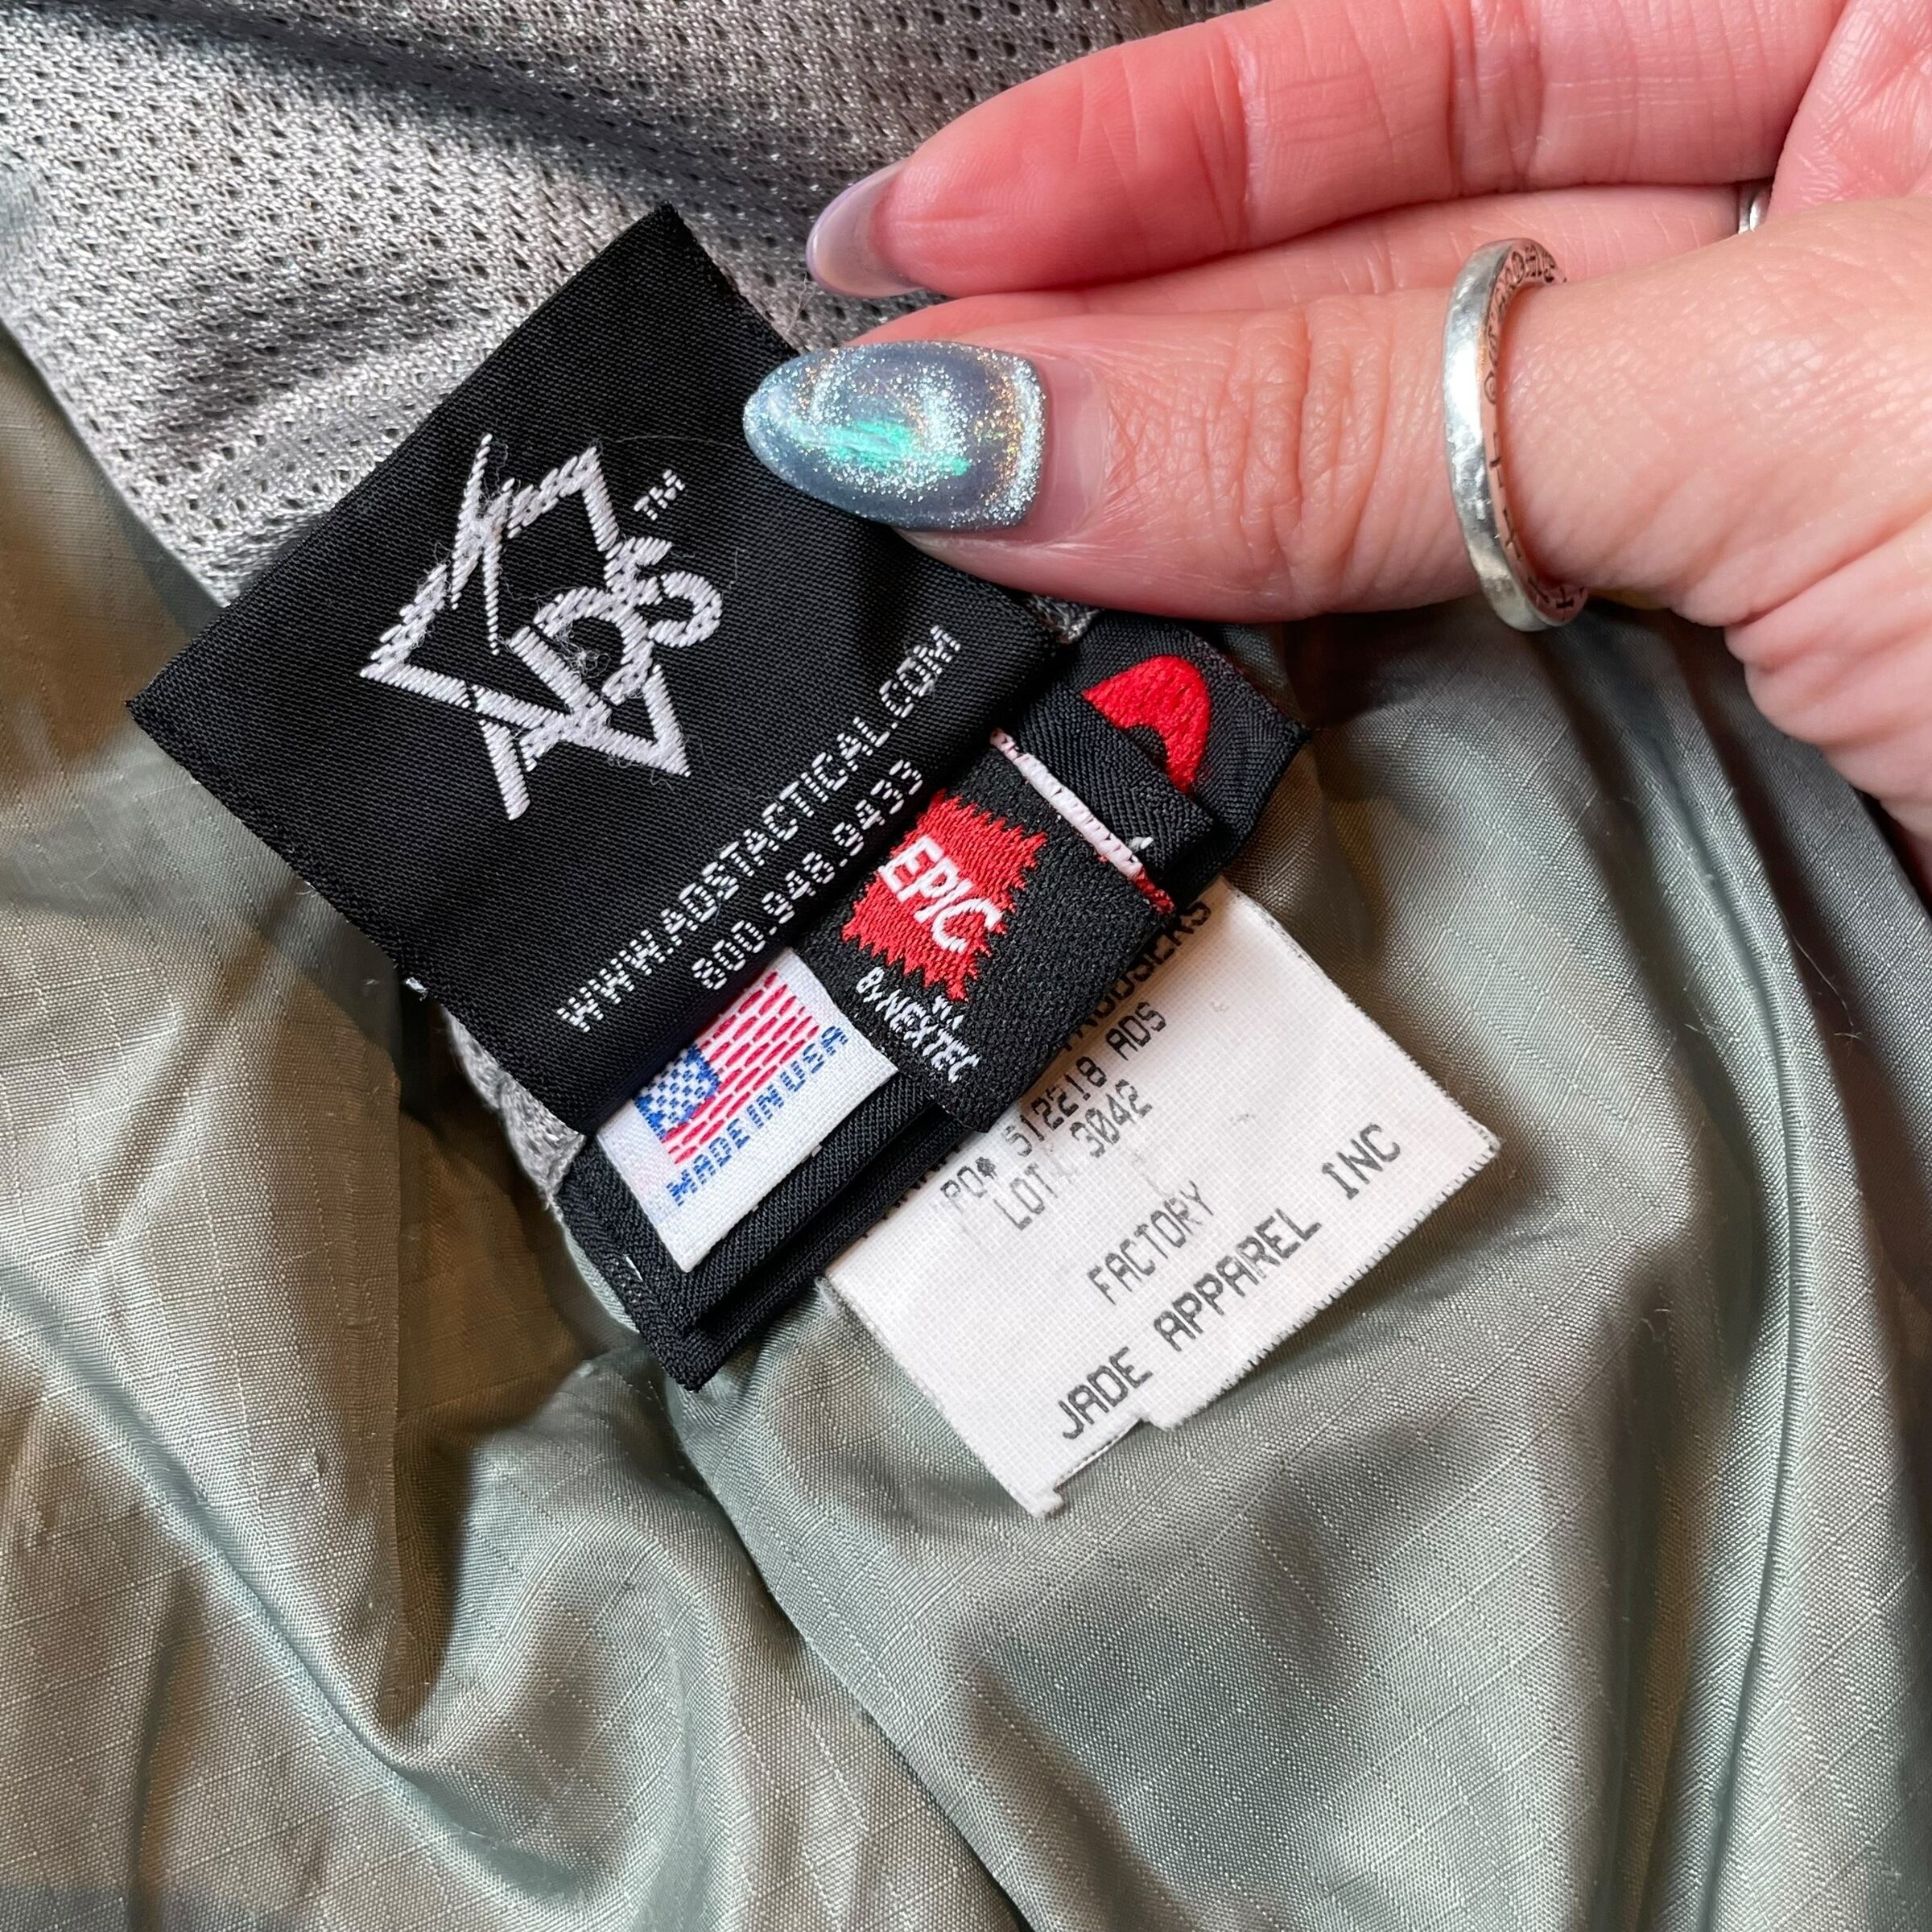 ADS™
WWW.ADSTACTICAL.COM
800.948.9433
EPIC
BY NEXTEC
MADE IN USA
TROUSERS
PO# 512218 ADS
LOT# 3042
FACTORY
JADE APPAREL INC